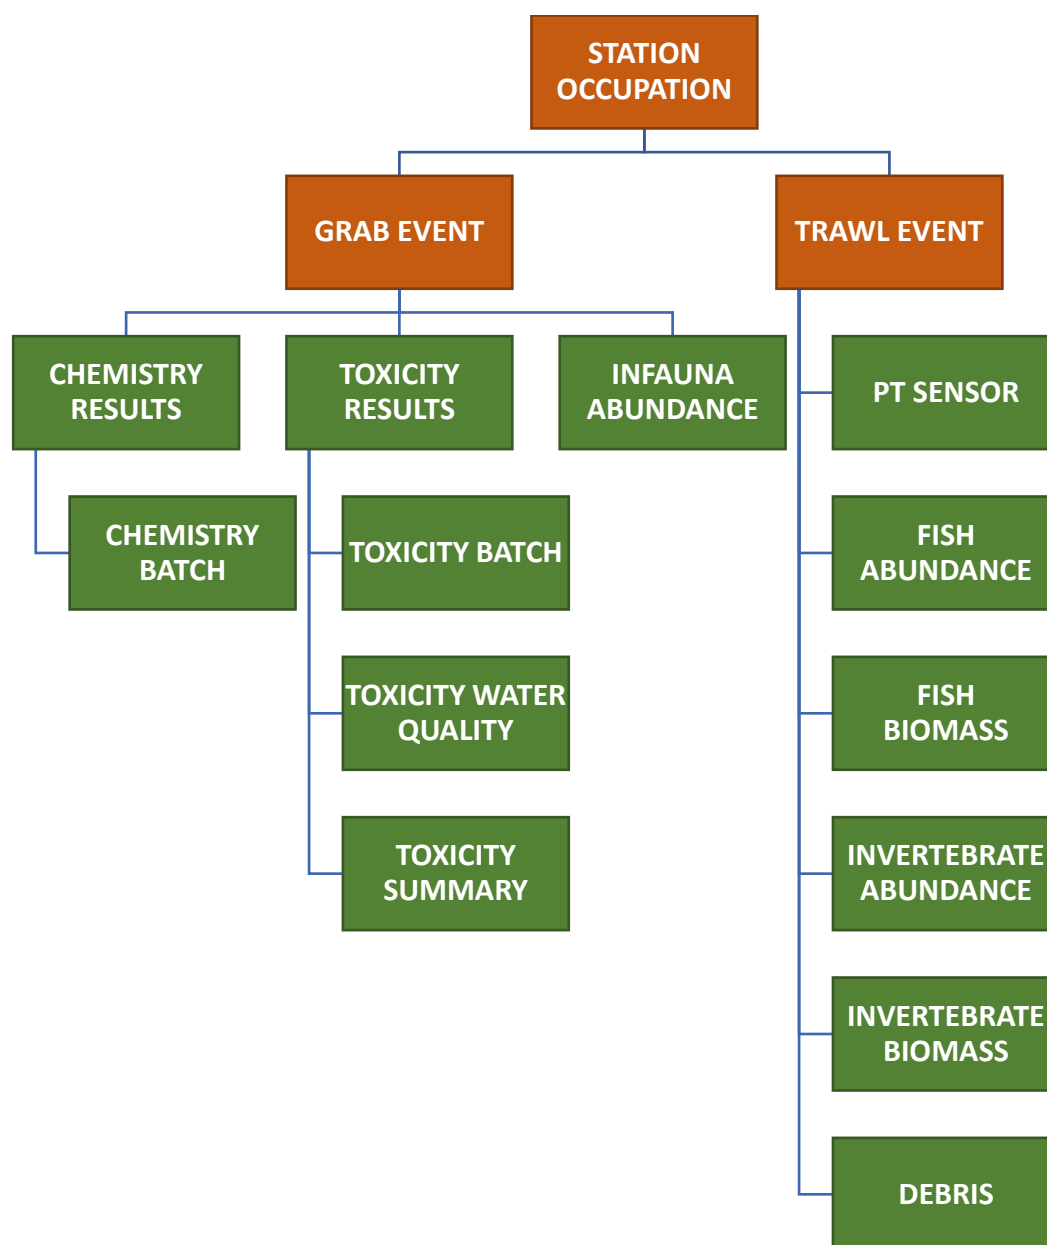 STATION
OCCUPATION
GRAB EVENT
TRAWL EVENT
CHEMISTRY
RESULTS
TOXICITY
RESULTS
INFAUNA
ABUNDANCE
PT SENSOR
CHEMISTRY
BATCH
TOXICITY BATCH
FISH
ABUNDANCE
TOXICITY WATER
QUALITY
FISH
BIOMASS
TOXICITY
SUMMARY
INVERTEBRATE
ABUNDANCE
INVERTEBRATE
BIOMASS
DEBRIS